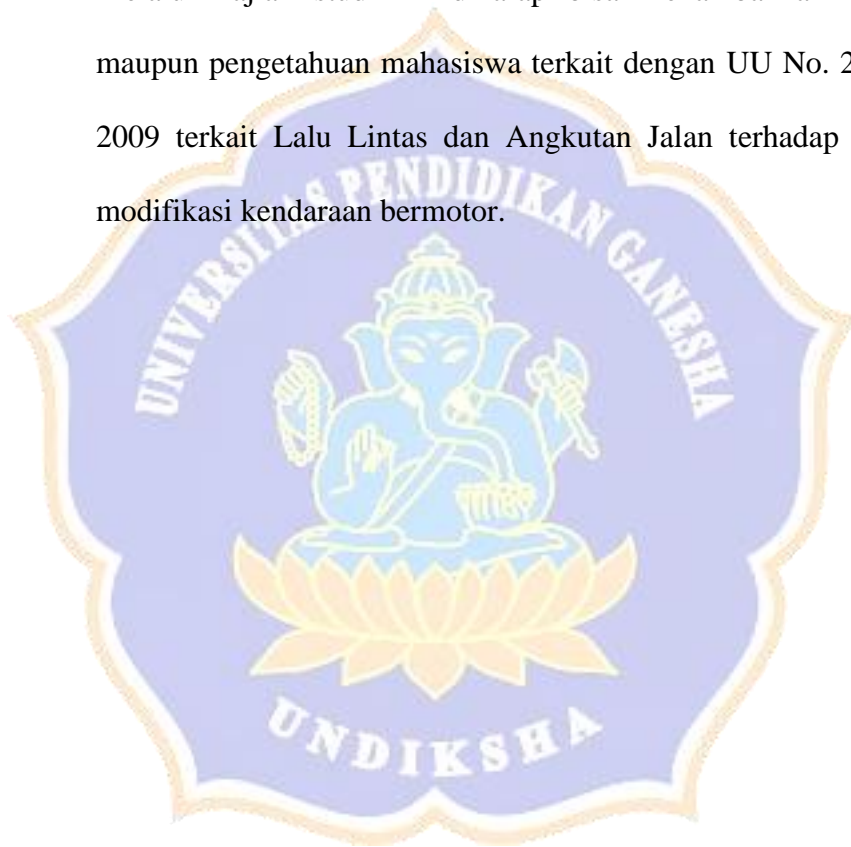 maupun pengetahuan mahasiswa terkait dengan UU No. 2
2009 terkait Lalu Lintas dan Angkutan Jalan terhadap
modifikasi kendaraan bermotor.
UNIVERSITAS PENDIDIKAN GANESHA
UNDIKSHA